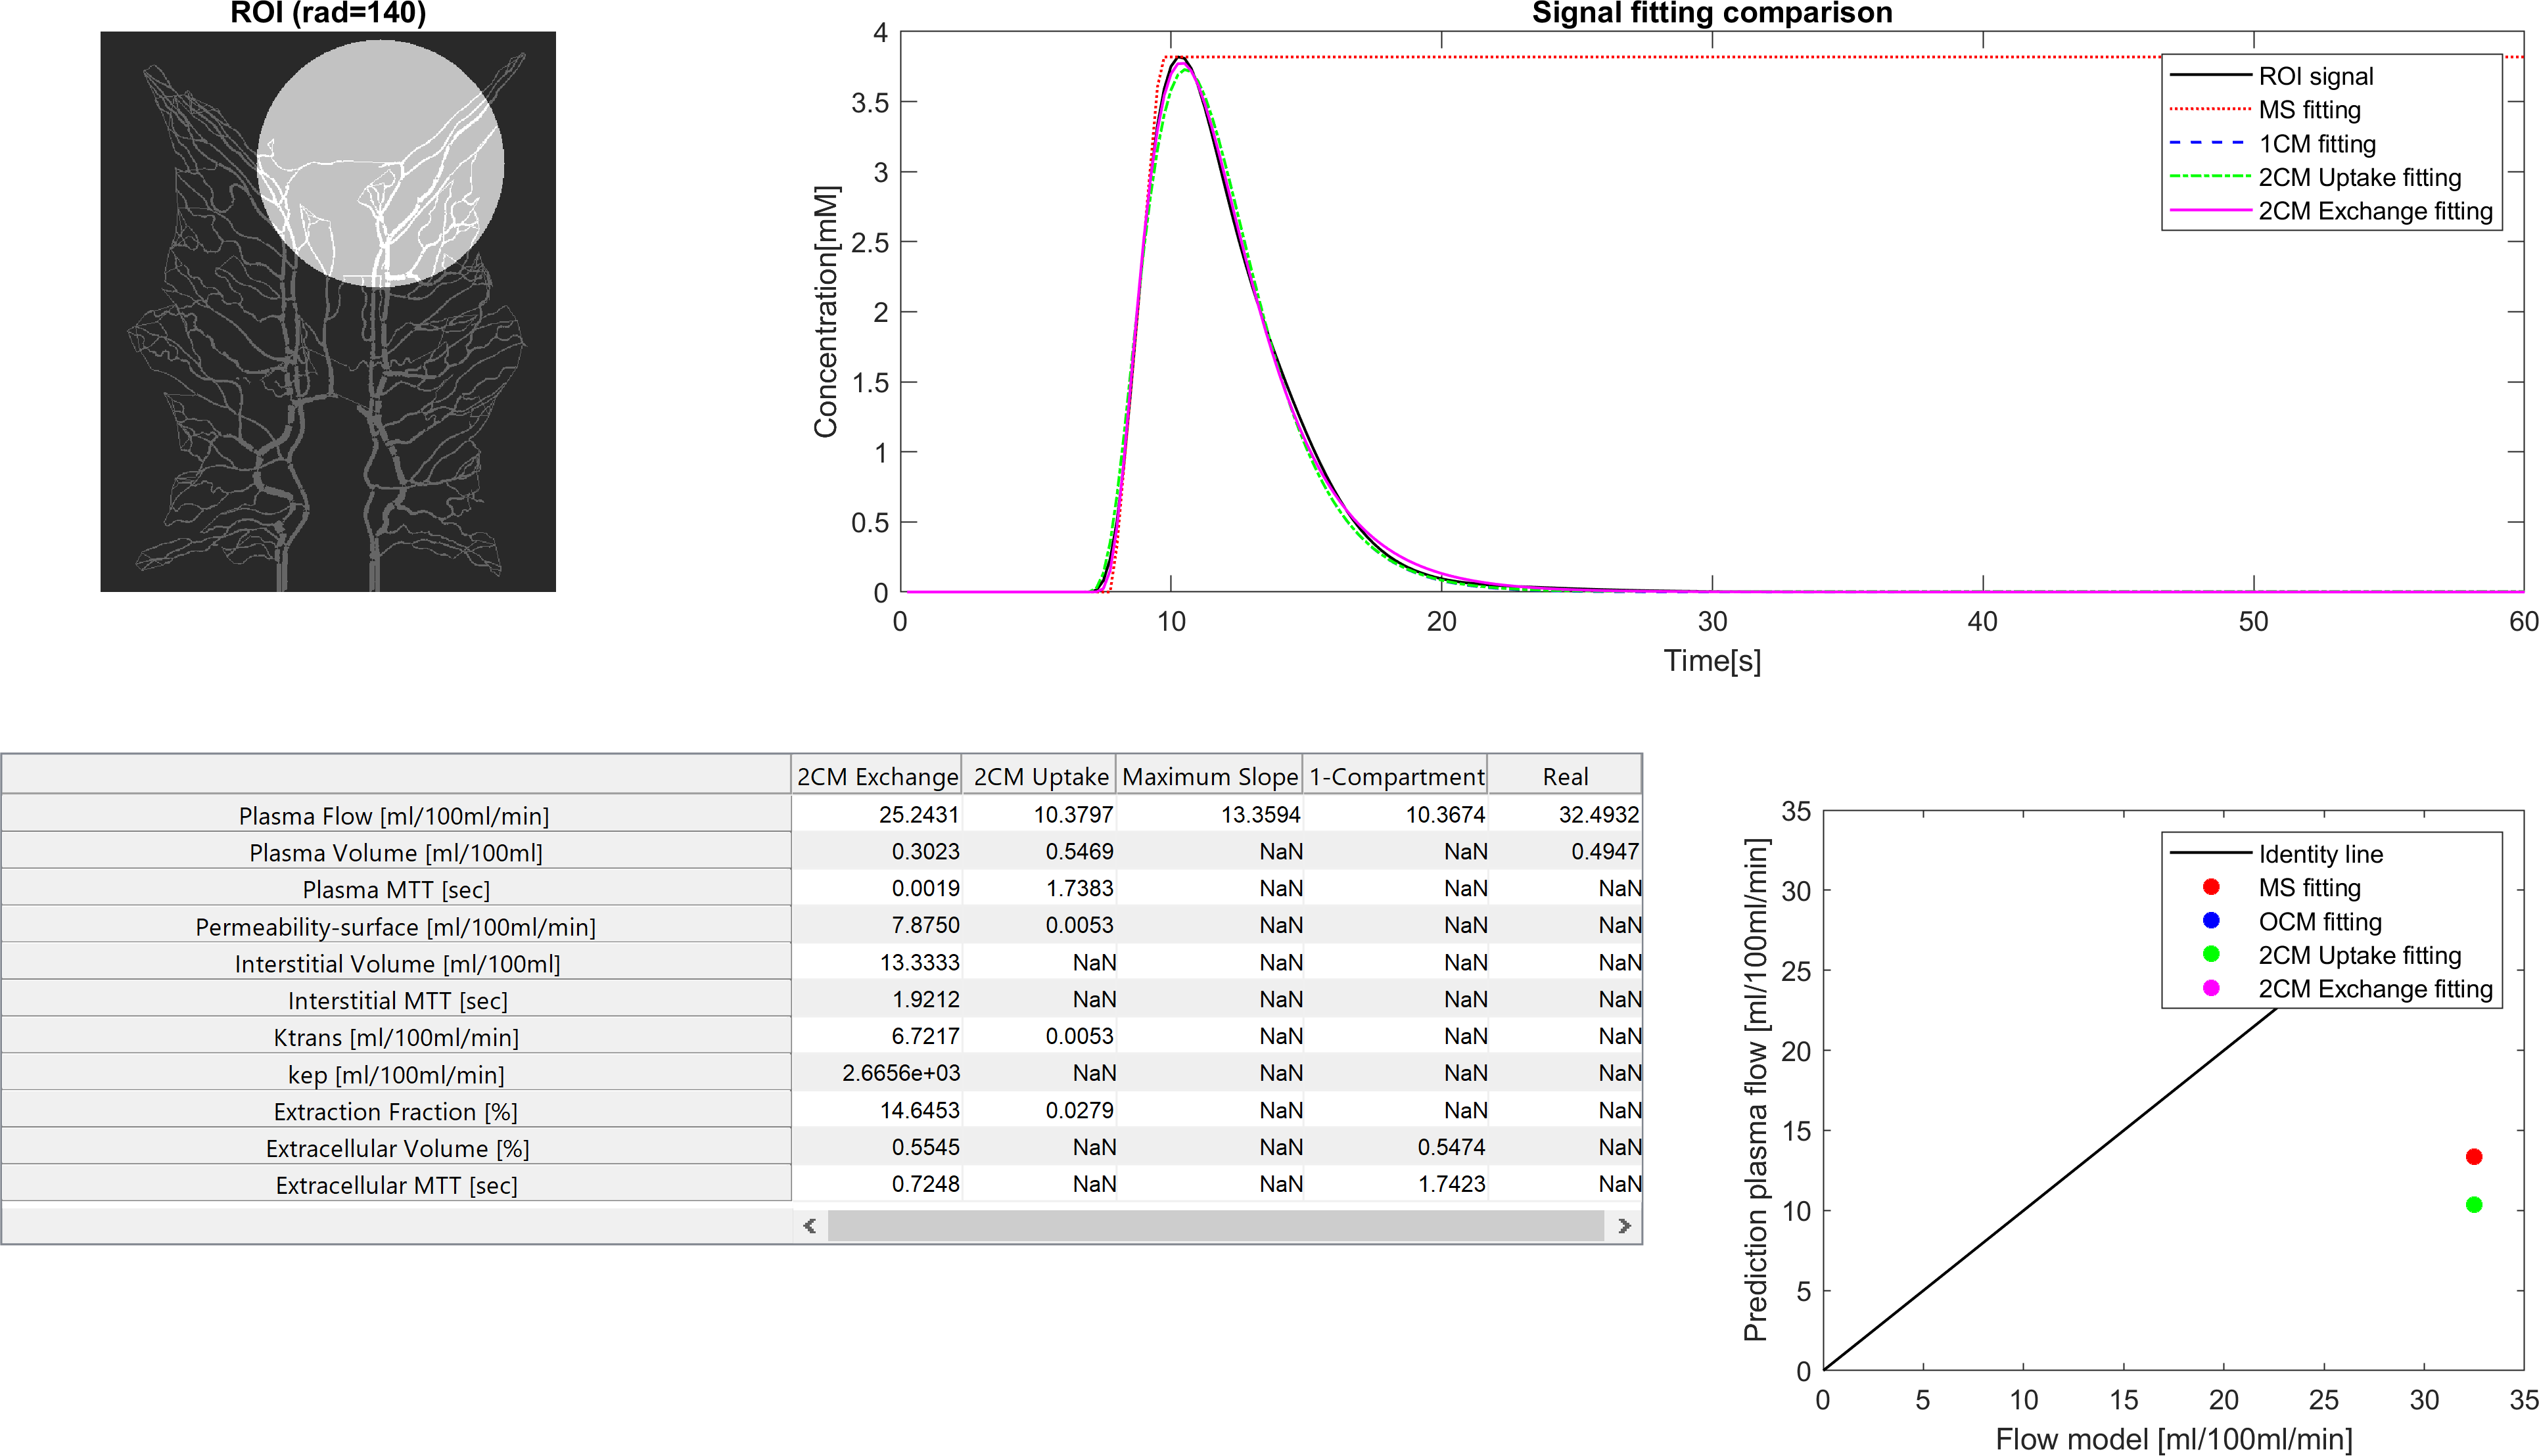 ROI (rad=140)
Signal fitting comparison
Concentration[mM]
4
3.5
3
2.5
2
1.5
1
0.5
0
0 10 20 30 40 50 60
Time[s]
ROI signal
MS fitting
1CM fitting
2CM Uptake fitting
2CM Exchange fitting
2CM Exchange 2CM Uptake Maximum Slope 1-Compartment Real
Plasma Flow [ml/100ml/min] 25.2431 10.3797 13.3594 10.3674 32.4932
Plasma Volume [ml/100ml] 0.3023 0.5469 NaN NaN 0.4947
Plasma MTT [sec] 0.0019 1.7383 NaN NaN NaN
Permeability-surface [ml/100ml/min] 7.8750 0.0053 NaN NaN NaN
Interstitial Volume [ml/100ml] 13.3333 NaN NaN NaN NaN
Interstitial MTT [sec] 1.9212 NaN NaN NaN NaN
Ktrans [ml/100ml/min] 6.7217 0.0053 NaN NaN NaN
kep [ml/100ml/min] 2.6656e+03 NaN NaN NaN NaN
Extraction Fraction [%] 14.6453 0.0279 NaN NaN NaN
Extracellular Volume [%] 0.5545 NaN NaN 0.5474 NaN
Extracellular MTT [sec] 0.7248 NaN NaN 1.7423 NaN
Prediction plasma flow [ml/100ml/min]
35
30
25
20
15
10
5
0
0 5 10 15 20 25 30 35
Flow model [ml/100ml/min]
Identity line
MS fitting
OCM fitting
2CM Uptake fitting
2CM Exchange fitting